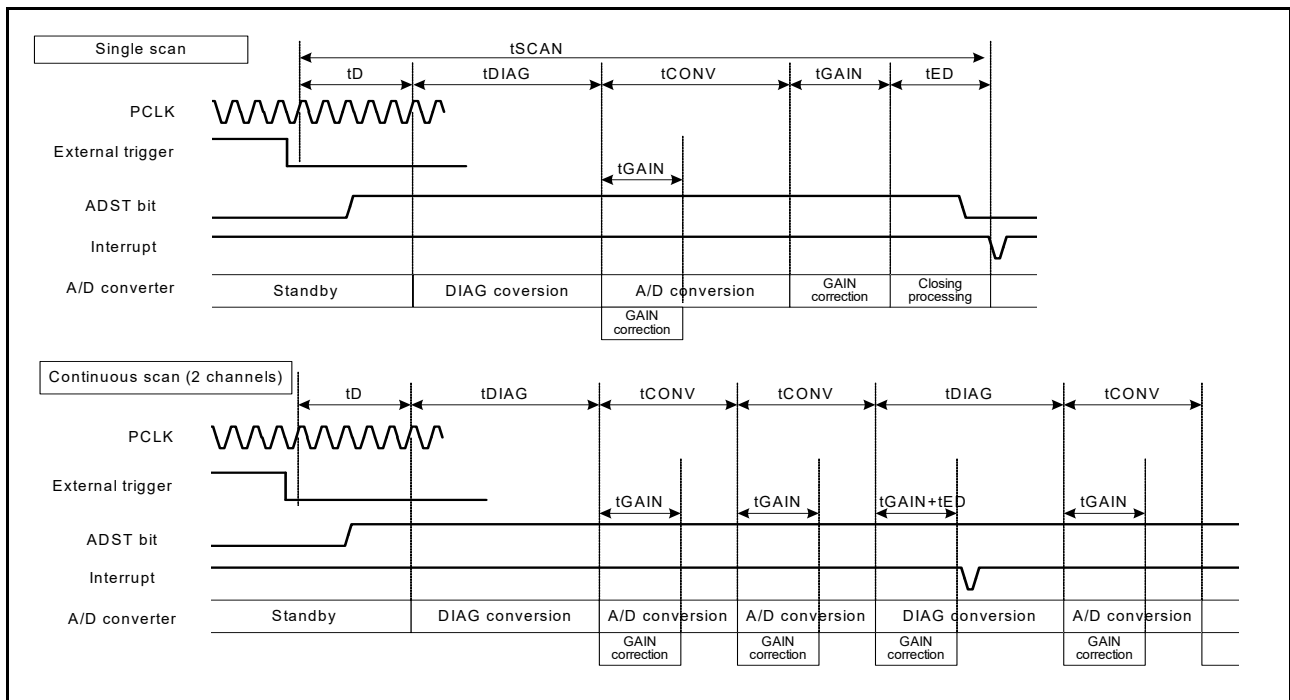 Single scan
tSCAN
tD tDIAG tCONV tGAIN tED
PCLK
External trigger
tGAIN
ADST bit
Interrupt
A/D converter Standby DIAG coversion A/D conversion GAIN correction Closing processing
GAIN
correction
Continuous scan (2 channels)
tD tDIAG tCONV tCONV tDIAG tCONV
PCLK
External trigger
tGAIN tGAIN tGAIN+tED tGAIN
ADST bit
Interrupt
A/D converter Standby DIAG conversion A/D conversion A/D conversion DIAG conversion A/D conversion
GAIN GAIN GAIN GAIN
correction correction correction correction